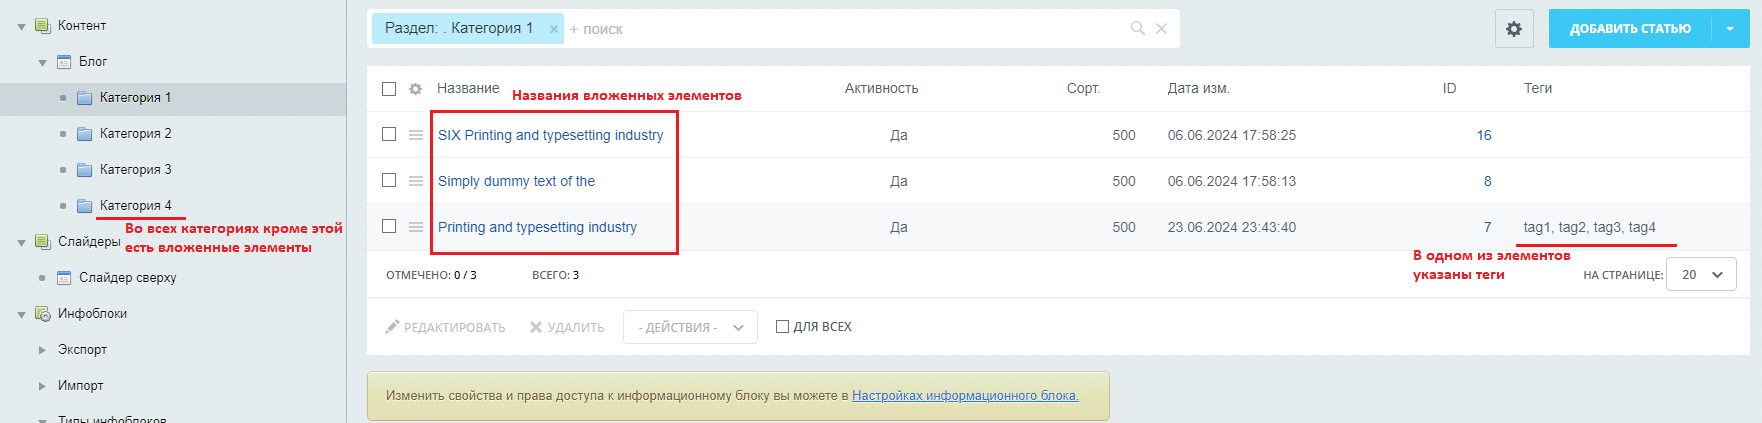 Контент
Блог
Категория 1
Категория 2
Категория 3
Категория 4
Во всех категориях кроме этой
есть вложенные элементы
Слайдеры
Слайдер сверху
Инфоблоки
Экспорт
Импорт
Типы инфоблоков
Раздел: . Категория 1 × + поиск
ДОБАВИТЬ СТАТЬЮ
Название Активность Сорт. Дата изм. ID Теги
Названия вложенных элементов
SIX Printing and typesetting industry Да 500 06.06.2024 17:58:25 16
Simply dummy text of the Да 500 06.06.2024 17:58:13 8
Printing and typesetting industry Да 500 23.06.2024 23:43:40 7 tag1, tag2, tag3, tag4
В одном из элементов
указаны теги
ОТМЕЧЕНО: 0 / 3 ВСЕГО: 3 НА СТРАНИЦЕ: 20
РЕДАКТИРОВАТЬ УДАЛИТЬ - ДЕЙСТВИЯ - ДЛЯ ВСЕХ
Изменить свойства и права доступа к информационному блоку вы можете в Настройках информационного блока.